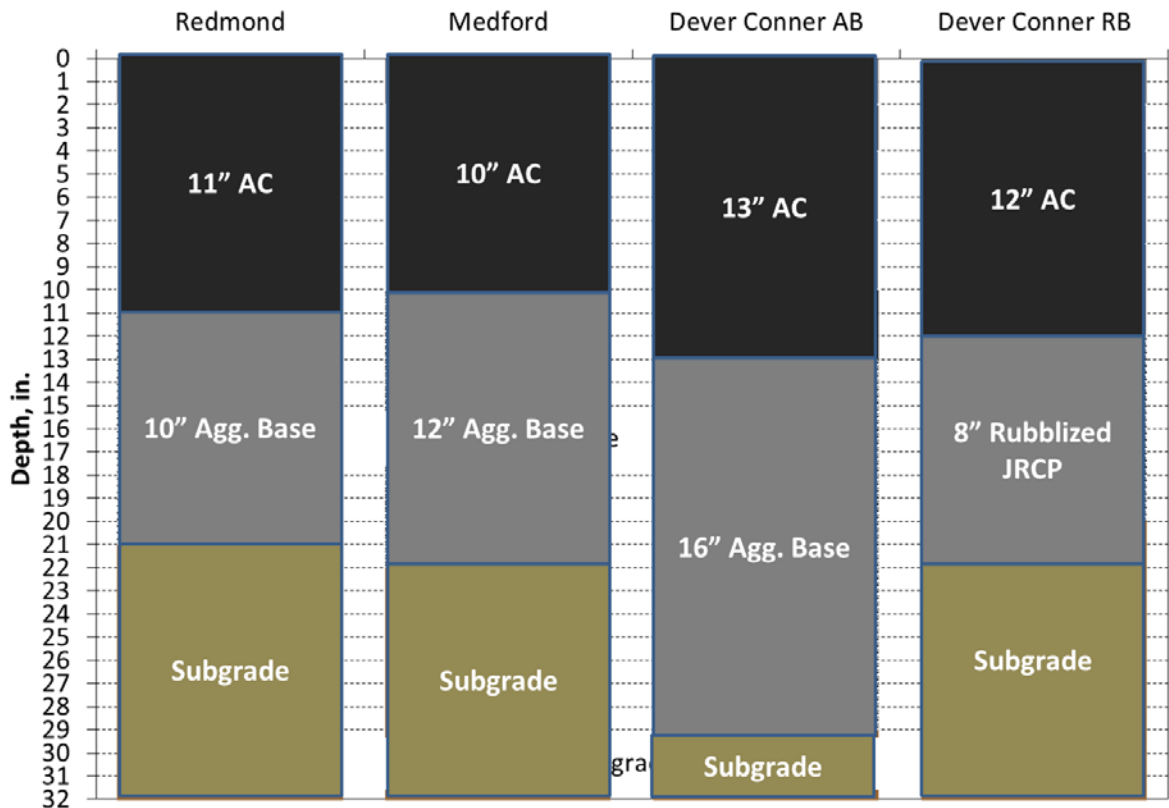 Redmond
Medford
Dever Conner AB
Dever Conner RB
Depth, in.
0
1
2
3
4
5
6
7
8
9
10
11
12
13
14
15
16
17
18
19
20
21
22
23
24
25
26
27
28
29
30
31
32
11” AC
10” Agg. Base
Subgrade
10” AC
12” Agg. Base
Subgrade
13” AC
16” Agg. Base
Subgrade
12” AC
8” Rubblized
JRCP
Subgrade